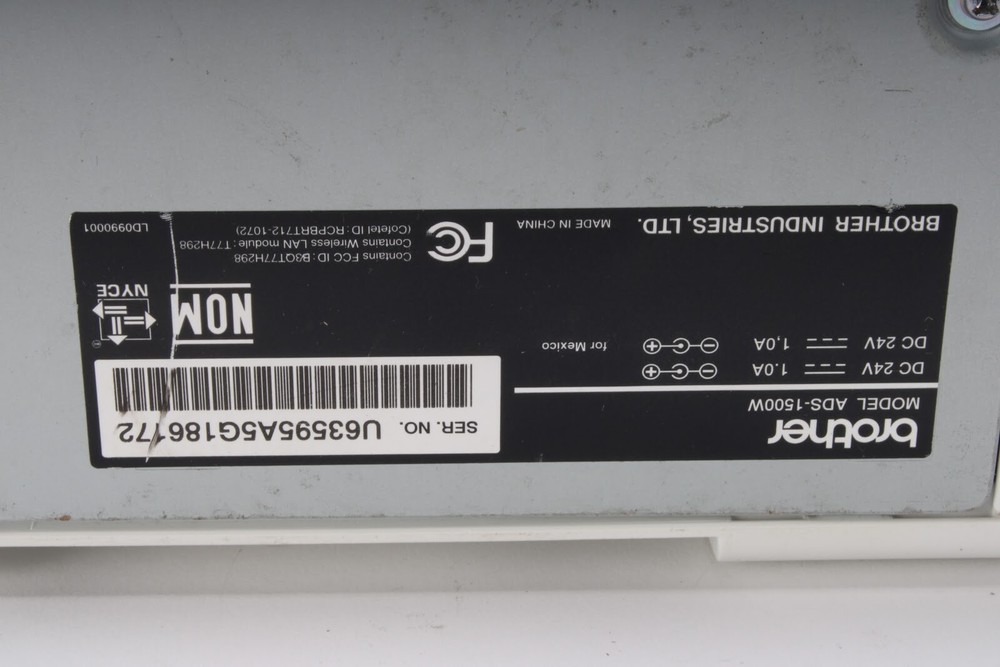 brother
MODEL ADS-1500W
DC 24V 1.0A
DC 24V 1,0A for Mexico
BROTHER INDUSTRIES, LTD. MADE IN CHINA
SER. NO. U63595A5G186172
NOM
NYCE
FC
Contains FCC ID : B3QT77H298
Contains Wireless LAN module : T77H298
(Cofetel ID : RCPBRT712-1072)
LD0990001